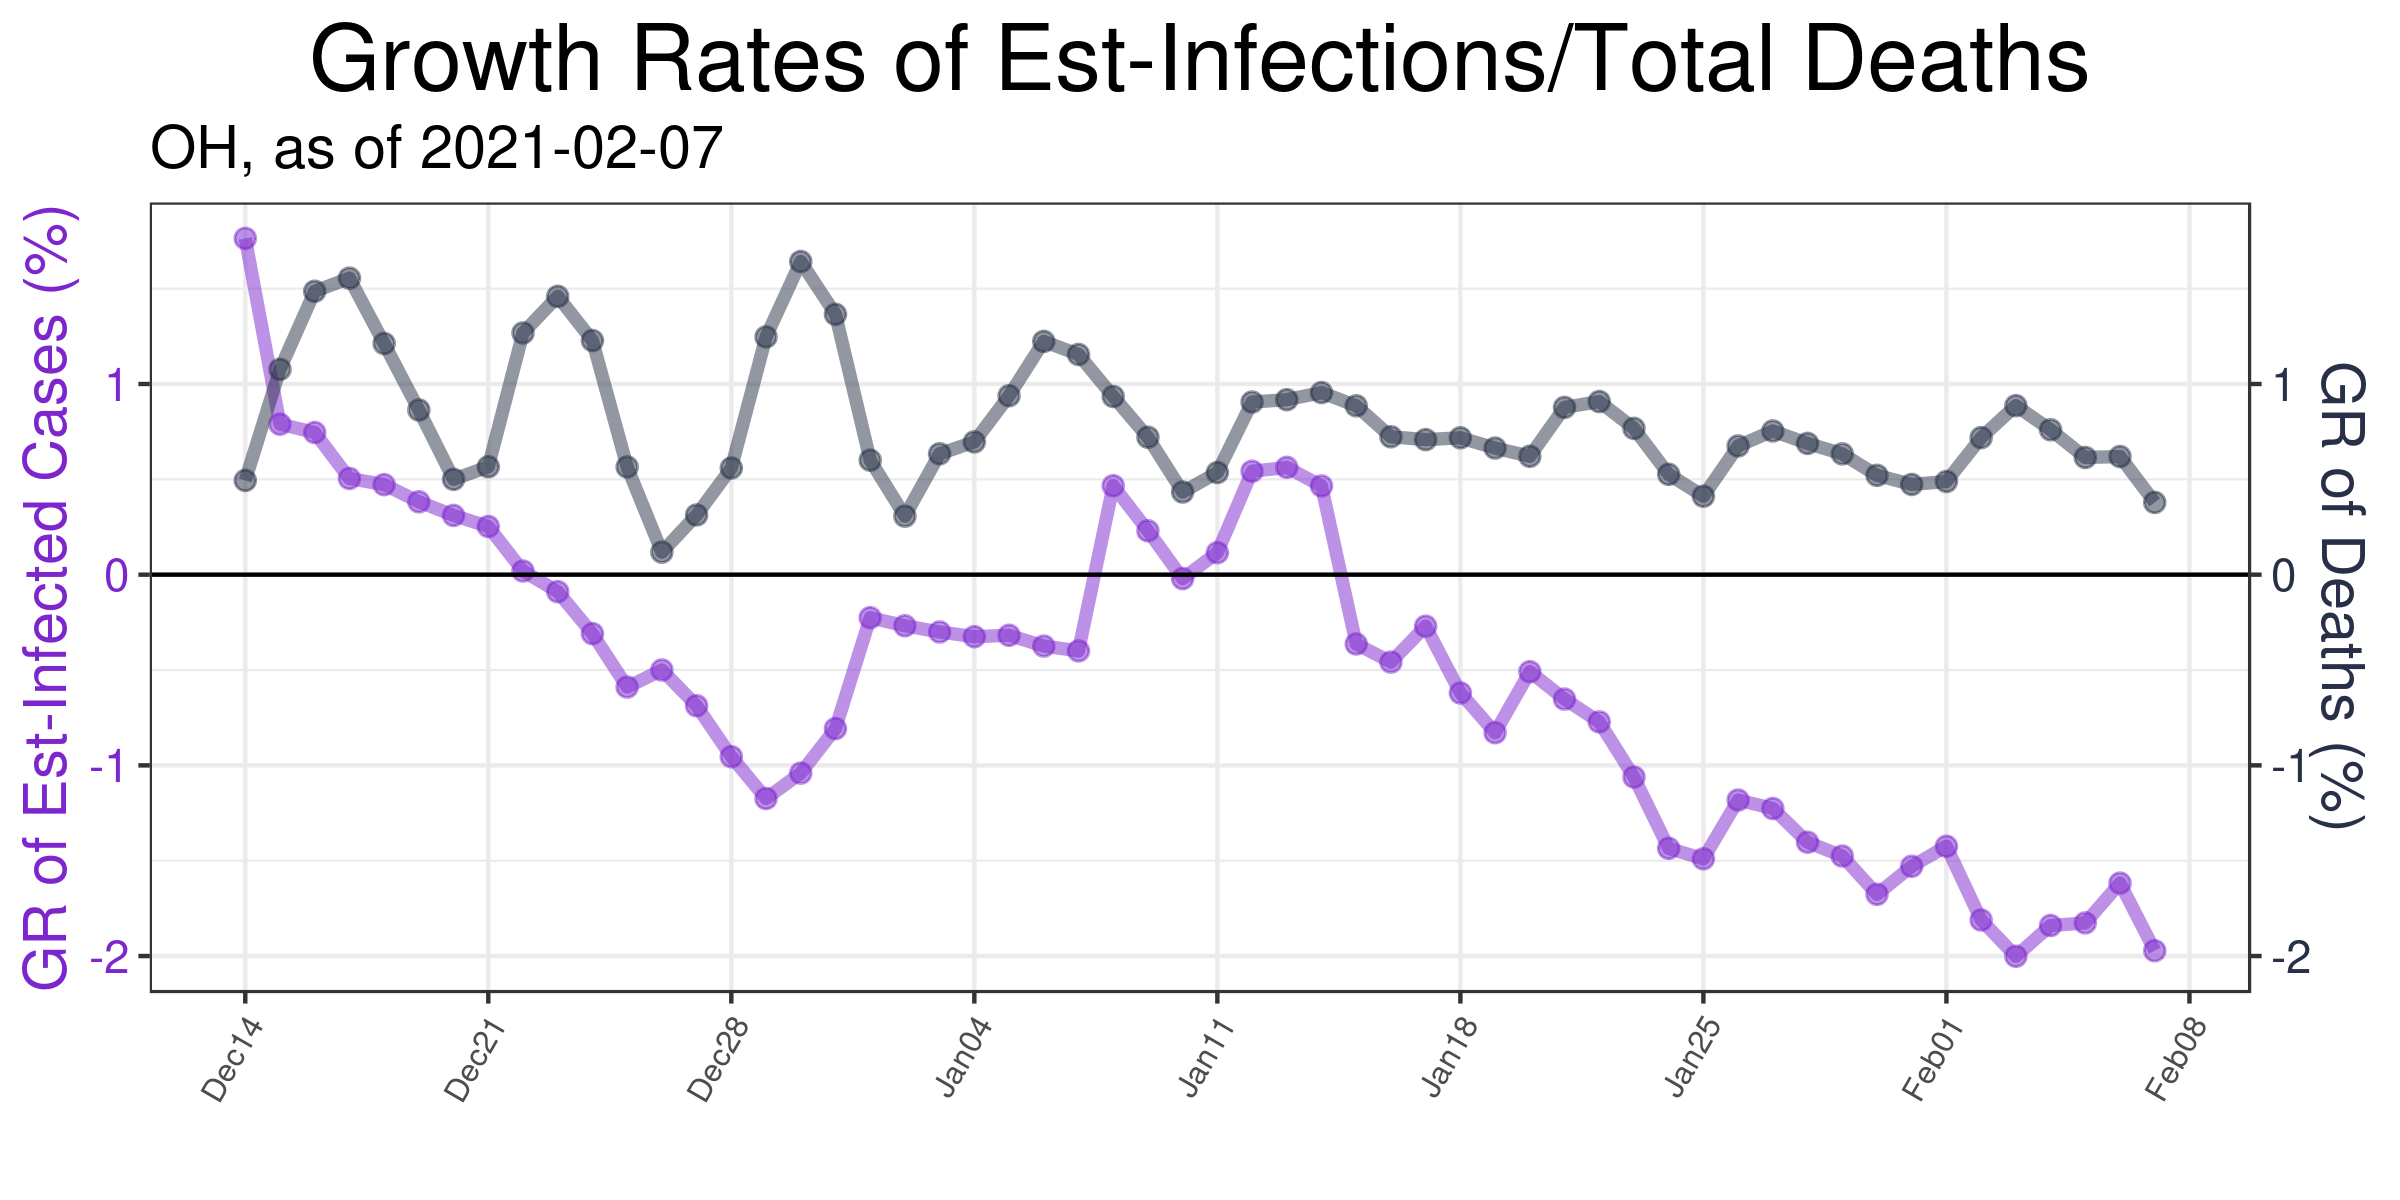 Growth Rates of Est-Infections/Total Deaths
OH, as of 2021-02-07
GR of Est-Infected Cases (%)
1
0
-1
-2
1
0
-1
-2
GR of Deaths (%)
Dec14
Dec21
Dec28
Jan04
Jan11
Jan18
Jan25
Feb01
Feb08